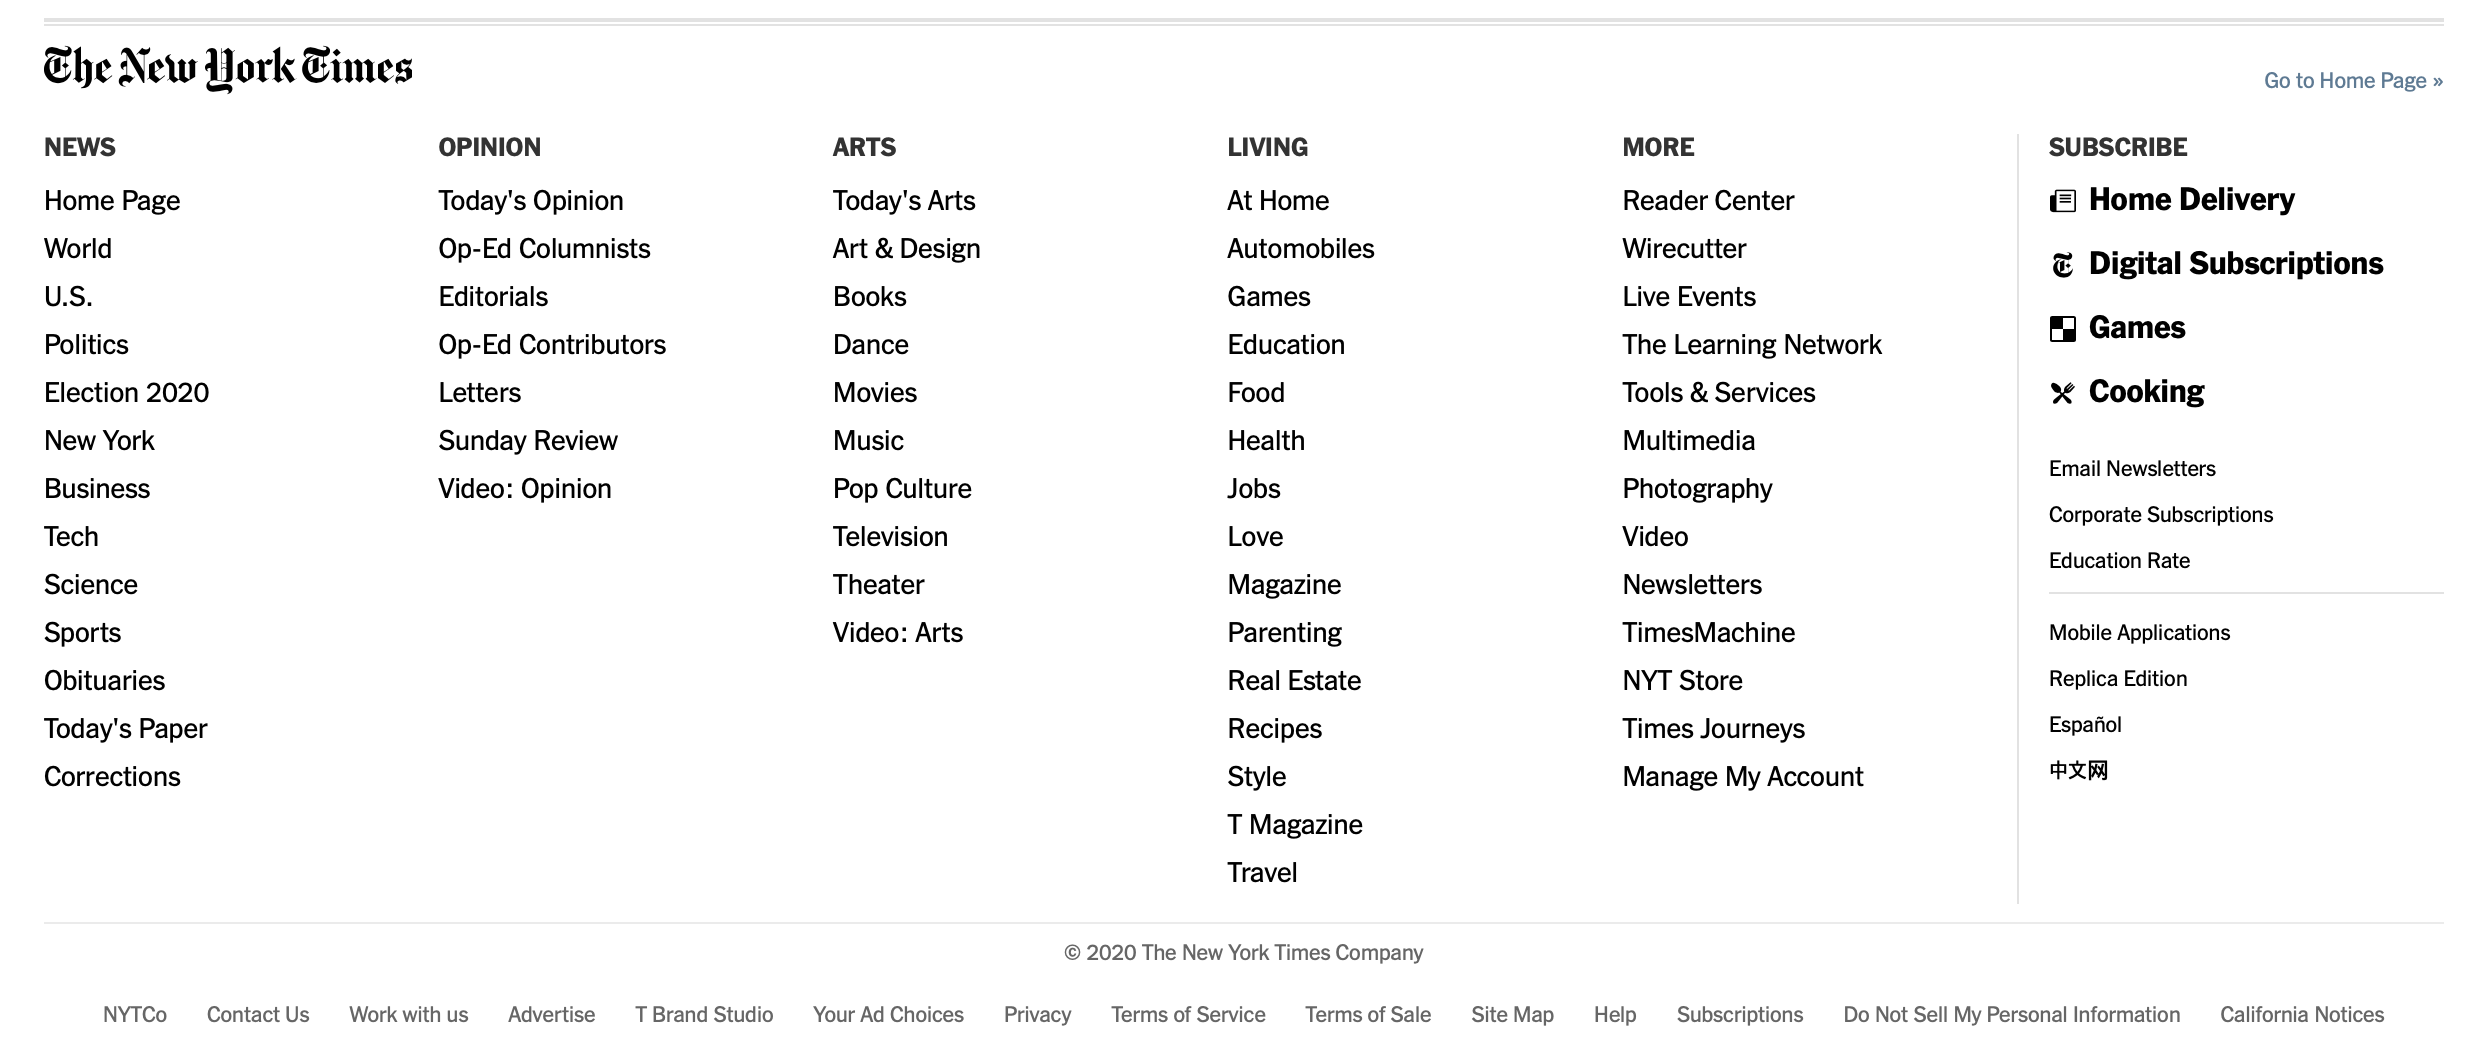 The New York Times
Go to Home Page »
NEWS
Home Page
World
U.S.
Politics
Election 2020
New York
Business
Tech
Science
Sports
Obituaries
Today's Paper
Corrections
OPINION
Today's Opinion
Op-Ed Columnists
Editorials
Op-Ed Contributors
Letters
Sunday Review
Video: Opinion
ARTS
Today's Arts
Art & Design
Books
Dance
Movies
Music
Pop Culture
Television
Theater
Video: Arts
LIVING
At Home
Automobiles
Games
Education
Food
Health
Jobs
Love
Magazine
Parenting
Real Estate
Recipes
Style
T Magazine
Travel
MORE
Reader Center
Wirecutter
Live Events
The Learning Network
Tools & Services
Multimedia
Photography
Video
Newsletters
TimesMachine
NYT Store
Times Journeys
Manage My Account
SUBSCRIBE
Home Delivery
Digital Subscriptions
Games
Cooking
Email Newsletters
Corporate Subscriptions
Education Rate
Mobile Applications
Replica Edition
Español
中文网
© 2020 The New York Times Company
NYTCo Contact Us Work with us Advertise T Brand Studio Your Ad Choices Privacy Terms of Service Terms of Sale Site Map Help Subscriptions Do Not Sell My Personal Information California Notices